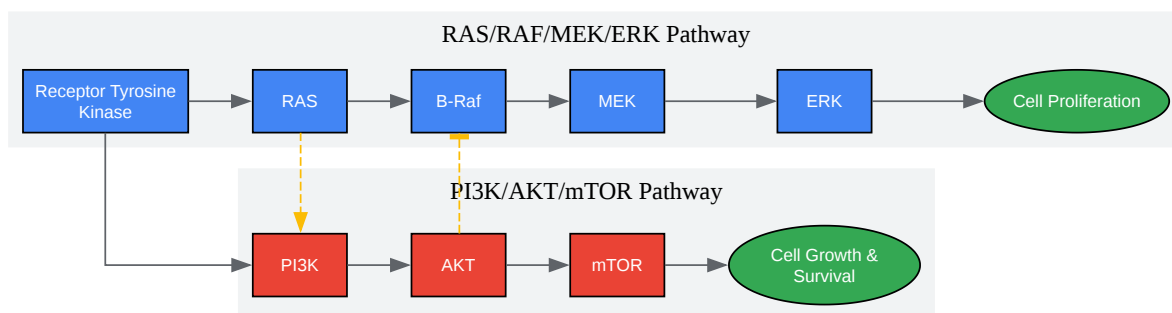 RAS/RAF/MEK/ERK Pathway
Receptor Tyrosine
Kinase
RAS
B-Raf
MEK
ERK
Cell Proliferation
PI3K/AKT/mTOR Pathway
PI3K
AKT
mTOR
Cell Growth &
Survival